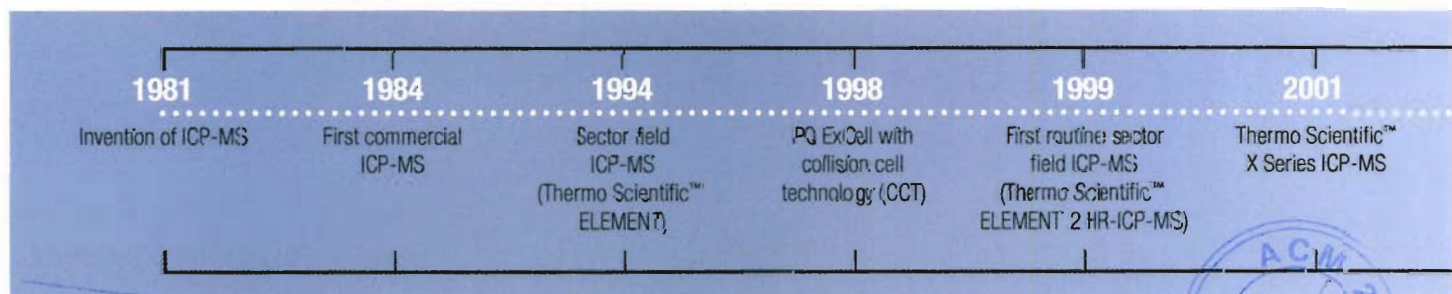 1981
Invention of ICP-MS
1984
First commercial
ICP-MS
1994
Sector field
ICP-MS
(Thermo Scientific™
ELEMENT)
1998
PQ ExCell with
collision cell
technology (CCT)
1999
First routine sector
field ICP-MS
(Thermo Scientific™
ELEMENT 2 HR-ICP-MS)
2001
Thermo Scientific™
X Series ICP-MS